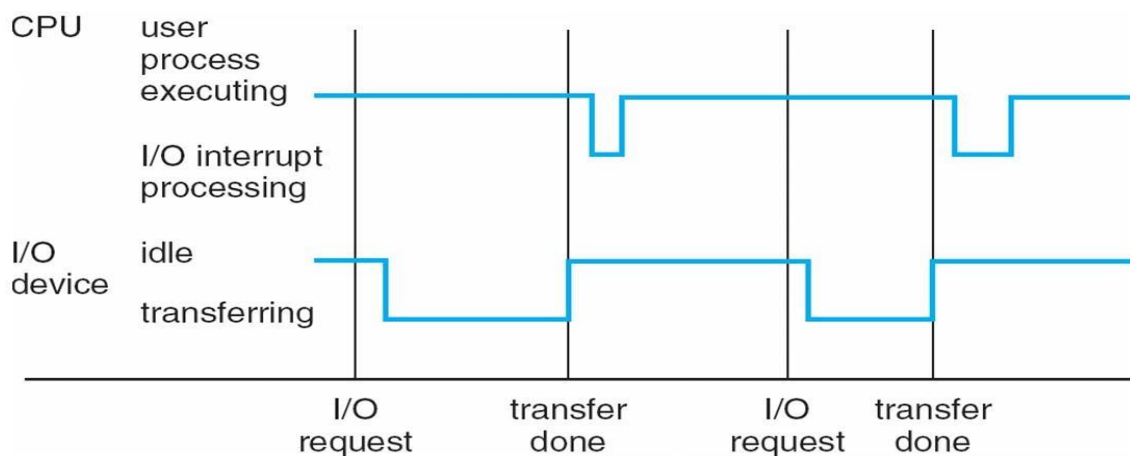 CPU
user
process
executing
I/O interrupt
processing
I/O
device
idle
transferring
I/O
request
transfer
done
I/O
request
transfer
done